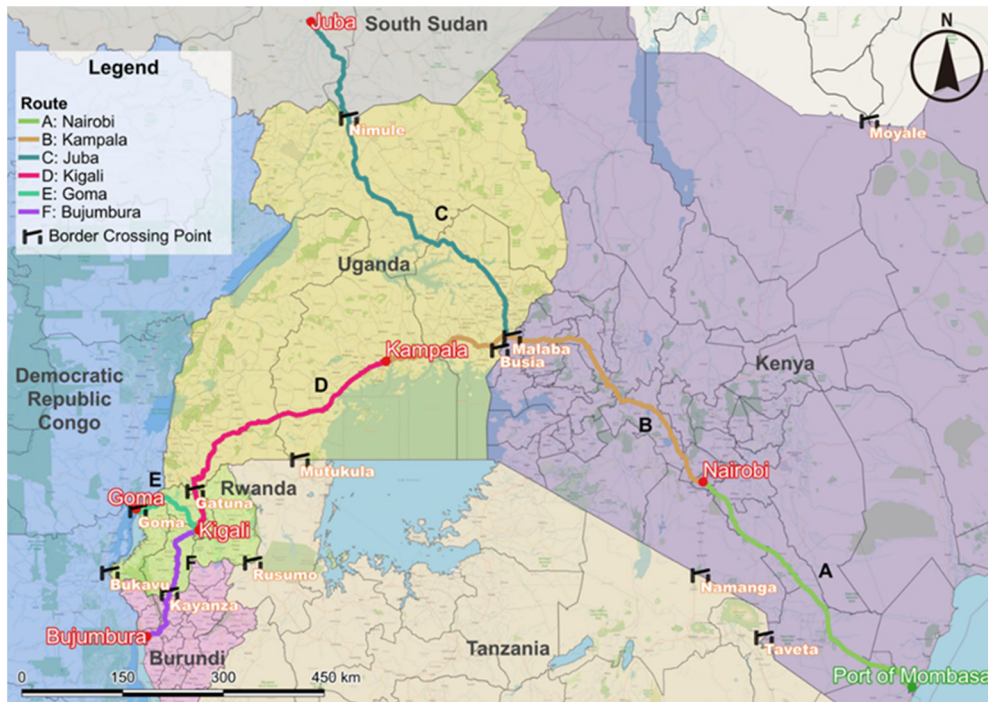 Juba
South Sudan
N
Legend
Route
A: Nairobi
B: Kampala
C: Juba
D: Kigali
E: Goma
F: Bujumbura
Border Crossing Point
Nimule
Moyale
C
Uganda
Kampala
Malaba
Busia
Kenya
Democratic
Republic
Congo
D
B
Mutukula
Nairobi
E
Rwanda
Goma
Gatuna
Goma
Kigali
F
Rusumo
A
Bukavu
Namanga
Kayanza
Bujumbura
Burundi
Tanzania
Taveta
Port of Mombasa
0 150 300 450 km